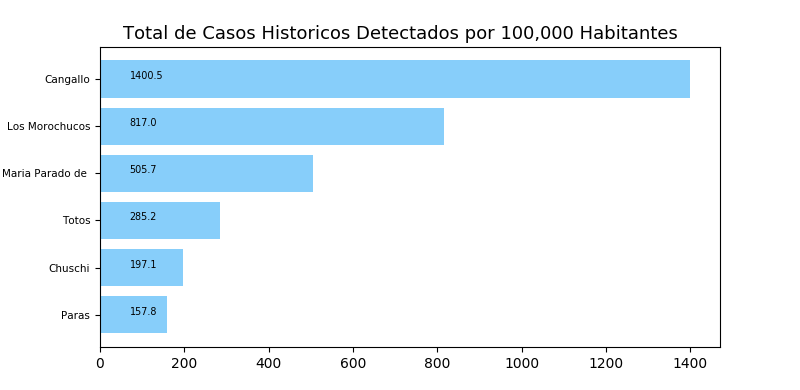 Total de Casos Historicos Detectados por 100,000 Habitantes
Cangallo 1400.5
Los Morochucos 817.0
Maria Parado de 505.7
Totos 285.2
Chuschi 197.1
Paras 157.8
0 200 400 600 800 1000 1200 1400